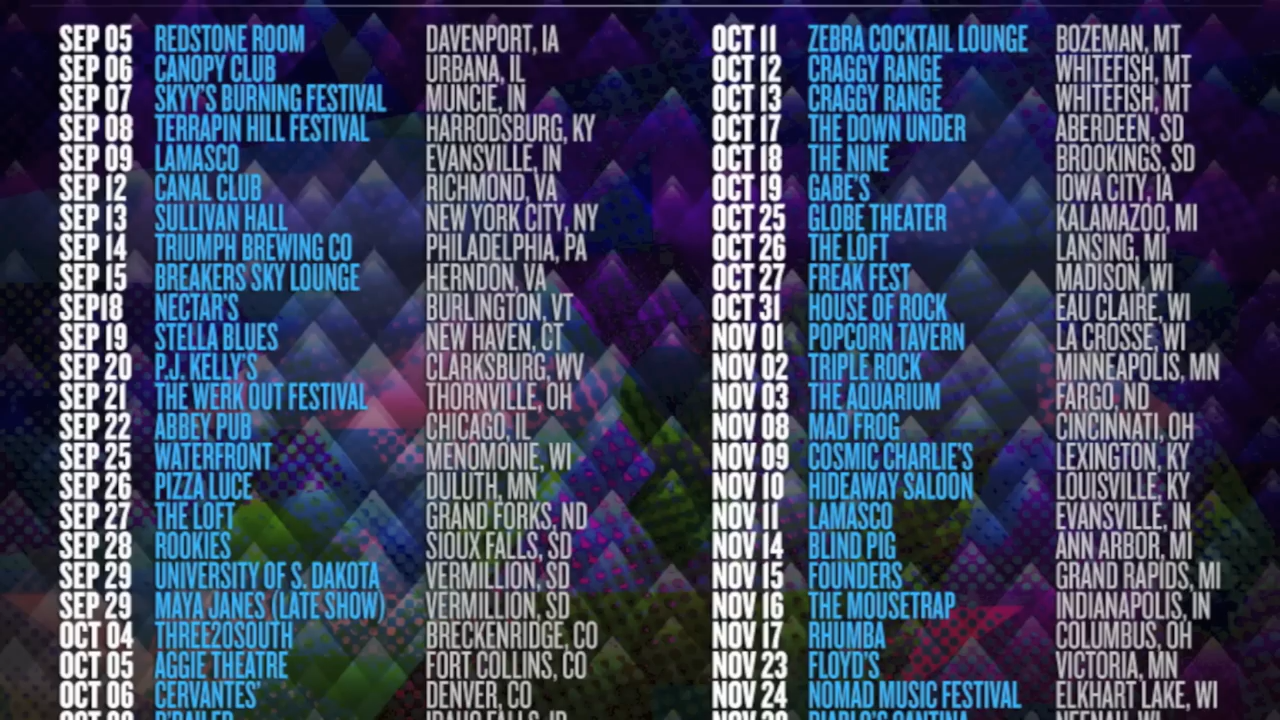 SEP 05 REDSTONE ROOM DAVENPORT, IA
SEP 06 CANOPY CLUB URBANA, IL
SEP 07 SKYY'S BURNING FESTIVAL MUNCIE, IN
SEP 08 TERRAPIN HILL FESTIVAL HARRODSBURG, KY
SEP 09 LAMASCO EVANSVILLE, IN
SEP 12 CANAL CLUB RICHMOND, VA
SEP 13 SULLIVAN HALL NEW YORK CITY, NY
SEP 14 TRIUMPH BREWING CO PHILADELPHIA, PA
SEP 15 BREAKERS SKY LOUNGE HERNDON, VA
SEP18 NECTAR'S BURLINGTON, VT
SEP 19 STELLA BLUES NEW HAVEN, CT
SEP 20 P.J. KELLY'S CLARKSBURG, WV
SEP 21 THE WERK OUT FESTIVAL THORNVILLE, OH
SEP 22 ABBEY PUB CHICAGO, IL
SEP 25 WATERFRONT MENOMONIE, WI
SEP 26 PIZZA LUCE DULUTH, MN
SEP 27 THE LOFT GRAND FORKS, ND
SEP 28 ROOKIES SIOUX FALLS, SD
SEP 29 UNIVERSITY OF S. DAKOTA VERMILLION, SD
SEP 29 MAYA JANES (LATE SHOW) VERMILLION, SD
OCT 04 THREE20SOUTH BRECKENRIDGE, CO
OCT 05 AGGIE THEATRE FORT COLLINS, CO
OCT 06 CERVANTES' DENVER, CO
OCT 11 ZEBRA COCKTAIL LOUNGE BOZEMAN, MT
OCT 12 CRAGGY RANGE WHITEFISH, MT
OCT 13 CRAGGY RANGE WHITEFISH, MT
OCT 17 THE DOWN UNDER ABERDEEN, SD
OCT 18 THE NINE BROOKINGS, SD
OCT 19 GABE'S IOWA CITY, IA
OCT 25 GLOBE THEATER KALAMAZOO, MI
OCT 26 THE LOFT LANSING, MI
OCT 27 FREAK FEST MADISON, WI
OCT 31 HOUSE OF ROCK EAU CLAIRE, WI
NOV 01 POPCORN TAVERN LA CROSSE, WI
NOV 02 TRIPLE ROCK MINNEAPOLIS, MN
NOV 03 THE AQUARIUM FARGO, ND
NOV 08 MAD FROG CINCINNATI, OH
NOV 09 COSMIC CHARLIE'S LEXINGTON, KY
NOV 10 HIDEAWAY SALOON LOUISVILLE, KY
NOV 11 LAMASCO EVANSVILLE, IN
NOV 14 BLIND PIG ANN ARBOR, MI
NOV 15 FOUNDERS GRAND RAPIDS, MI
NOV 16 THE MOUSETRAP INDIANAPOLIS, IN
NOV 17 RHUMBA COLUMBUS, OH
NOV 23 FLOYD'S VICTORIA, MN
NOV 24 NOMAD MUSIC FESTIVAL ELKHART LAKE, WI